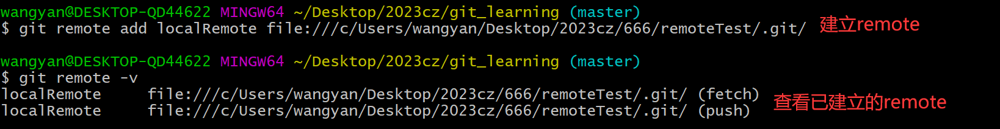 wangyan@DESKTOP-QD44622 MINGW64 ~/Desktop/2023cz/git_learning (master)
$ git remote add localRemote file:///c/Users/wangyan/Desktop/2023cz/666/remoteTest/.git/ 建立remote
wangyan@DESKTOP-QD44622 MINGW64 ~/Desktop/2023cz/git_learning (master)
$ git remote -v
localRemote     file:///c/Users/wangyan/Desktop/2023cz/666/remoteTest/.git/ (fetch)
localRemote     file:///c/Users/wangyan/Desktop/2023cz/666/remoteTest/.git/ (push)
查看已建立的remote